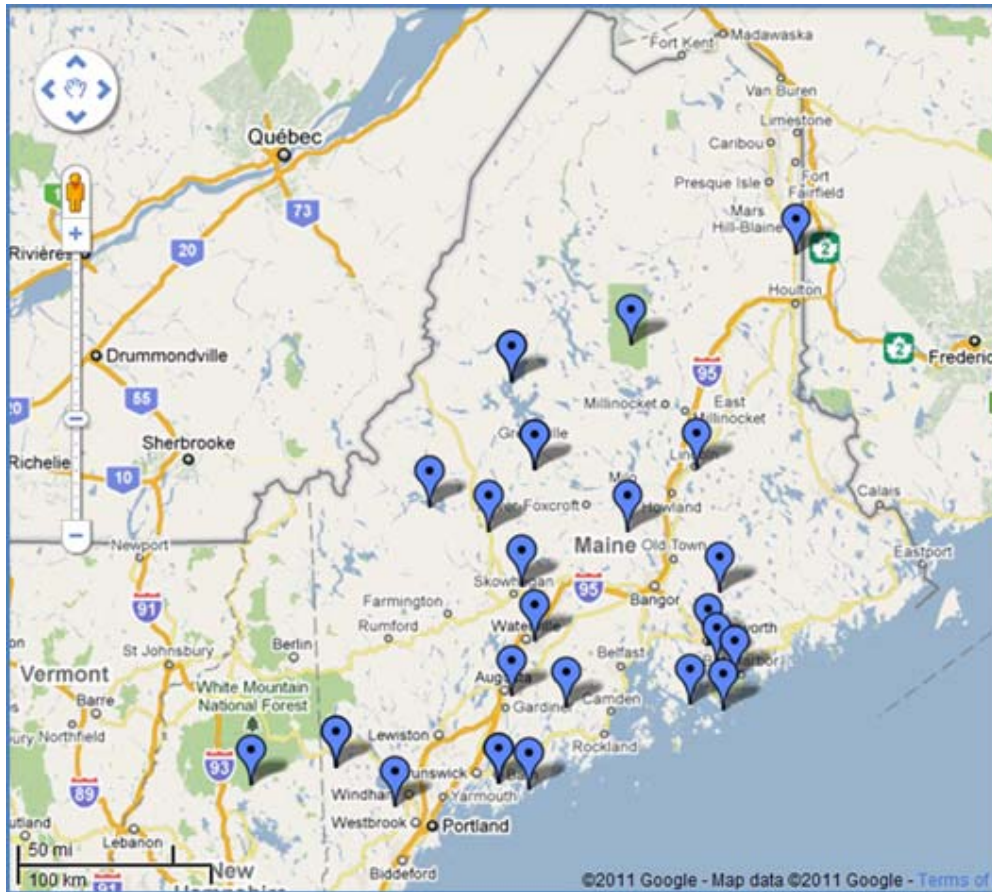 Fort Kent
Madawaska
Van Buren
Limestone
Québec
Caribou
Presque Isle
Fort
Fairfield
73
Mars
Hill-Blaine
Rivières
20
2
Houlton
Drummondville
2
Frederic
95
55
Millinocket
East
Millinocket
20
Sherbrooke
Richelie
10
Foxcroft
Howland
Calais
Newport
Maine
Old Town
Eastport
91
Skowhegan
95
Bangor
Farmington
Rumford
Berlin
St Johnsbury
Belfast
Vermont
White Mountain
National Forest
Augusta
Barre
Camden
Gardiner
Northfield
Lewiston
Rockland
93
89
Windham
Yarmouth
Westbrook
Portland
Lebanon
50 mi
100 km
New
Hampshire
Biddeford
©2011 Google - Map data ©2011 Google - Terms of